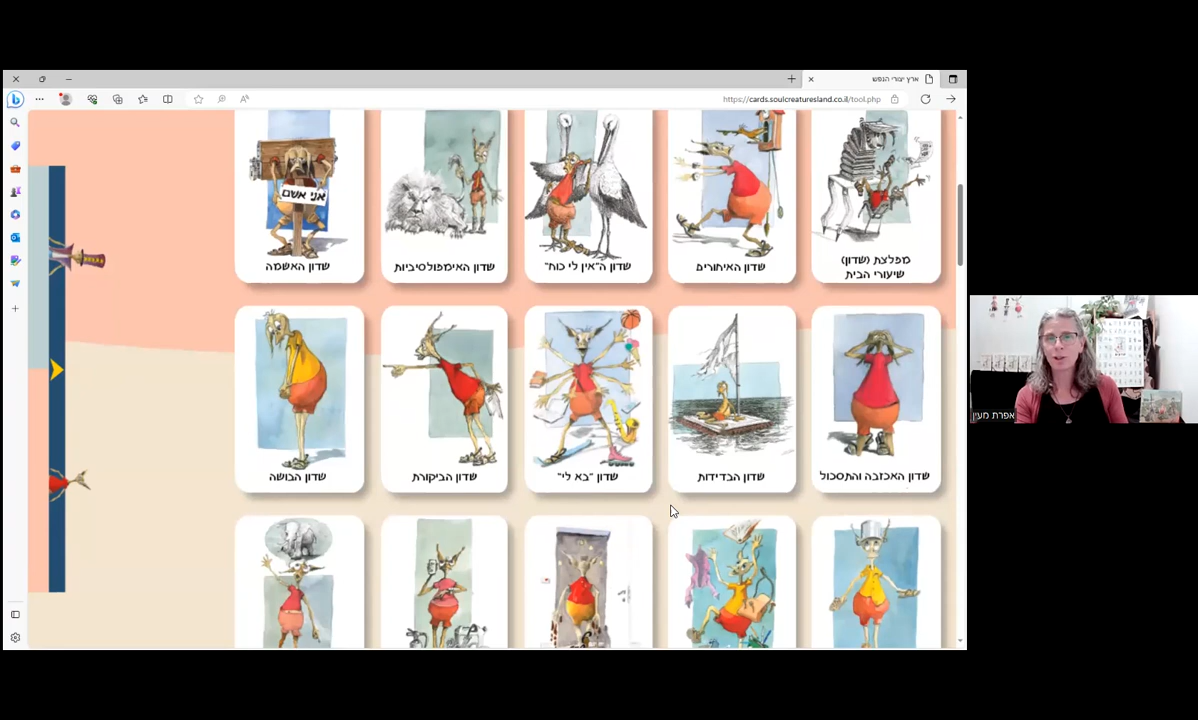 ארץ יצורי הנפש
https://cards.soulcreaturesland.co.il/tool.php
אני אשם
מפלצת (שדון)
שיעורי הבית
שדון האיחורים
שדון ה"אין לי כוח"
שדון האימפולסיביות
שדון האשמה
שדון האכזבה והתסכול
שדון הבדידות
שדון "בא לי"
שדון הביקורת
שדון הבושה
אפרת מעין